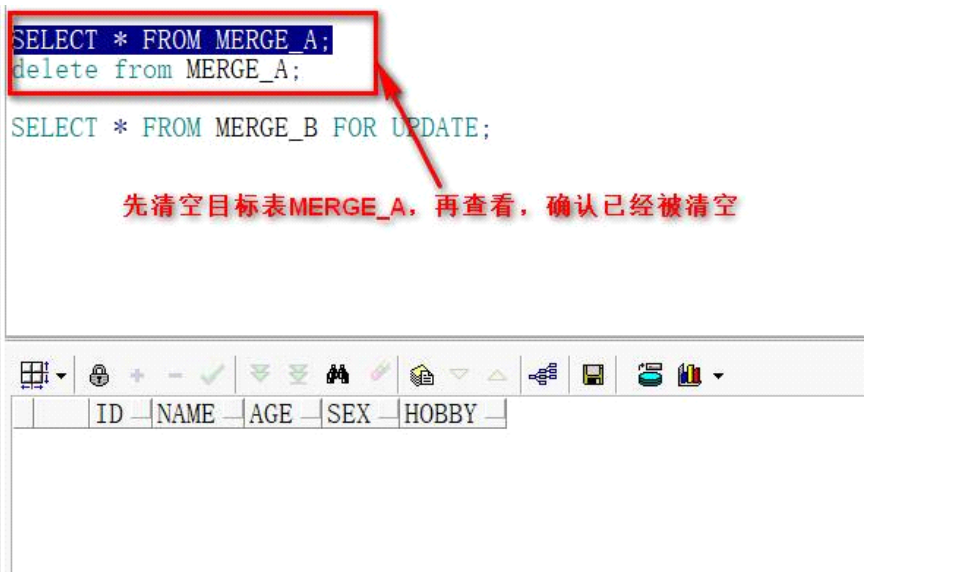 SELECT * FROM MERGE_A;
delete from MERGE_A;
SELECT * FROM MERGE_B FOR UPDATE;
先清空目标表MERGE_A，再查看，确认已经被清空
ID NAME AGE SEX HOBBY